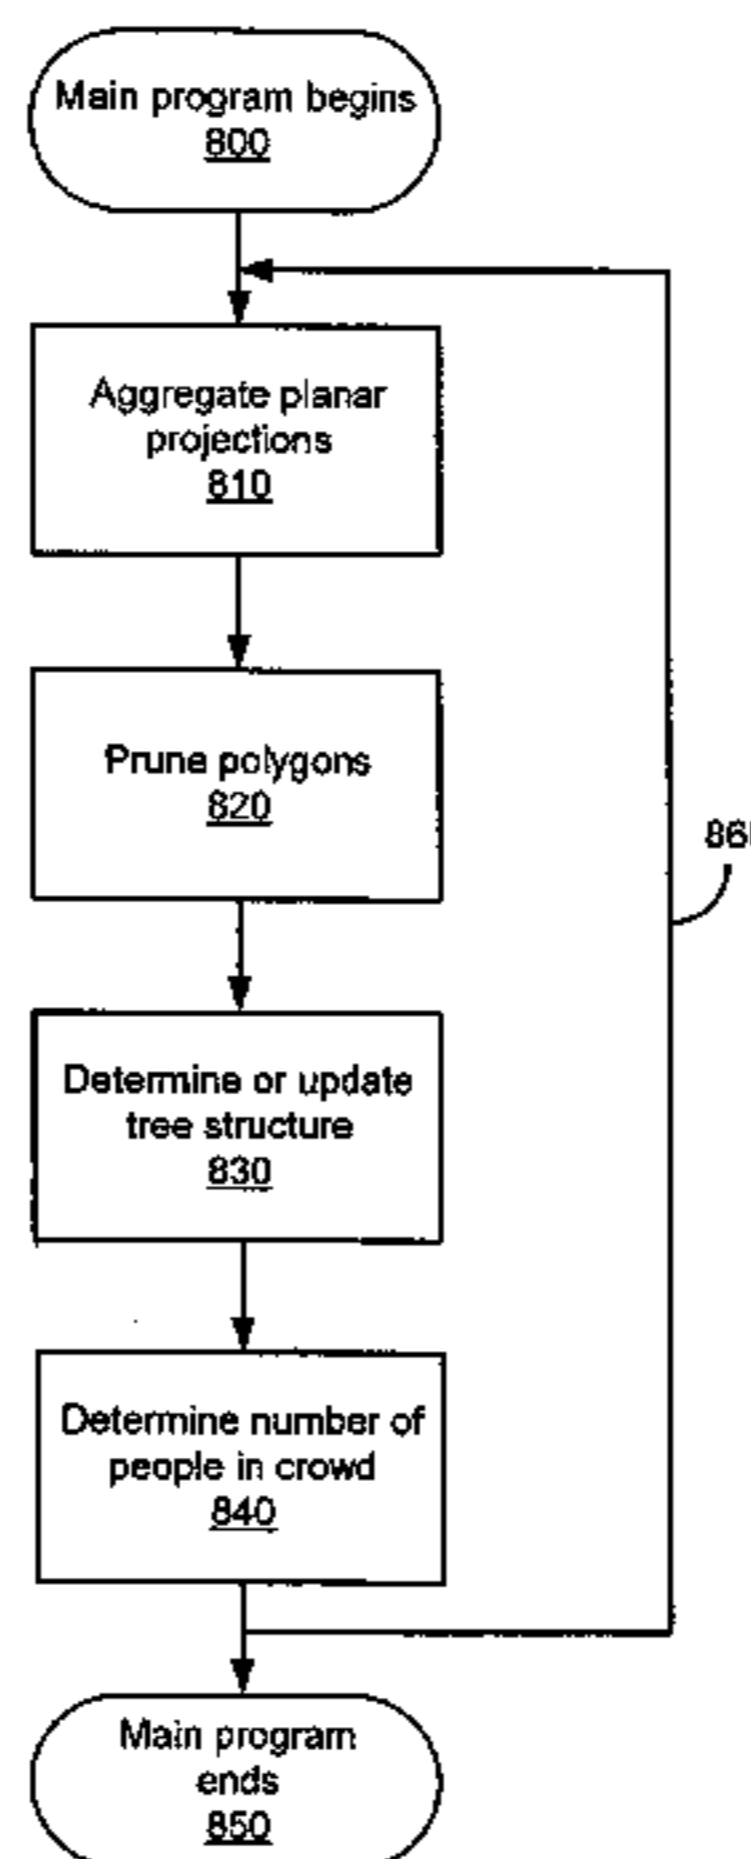 Main program begins
800
Aggregate planar
projections
810
Prune polygons
820
Determine or update
tree structure
830
Determine number of
people in crowd
840
Main program
ends
850